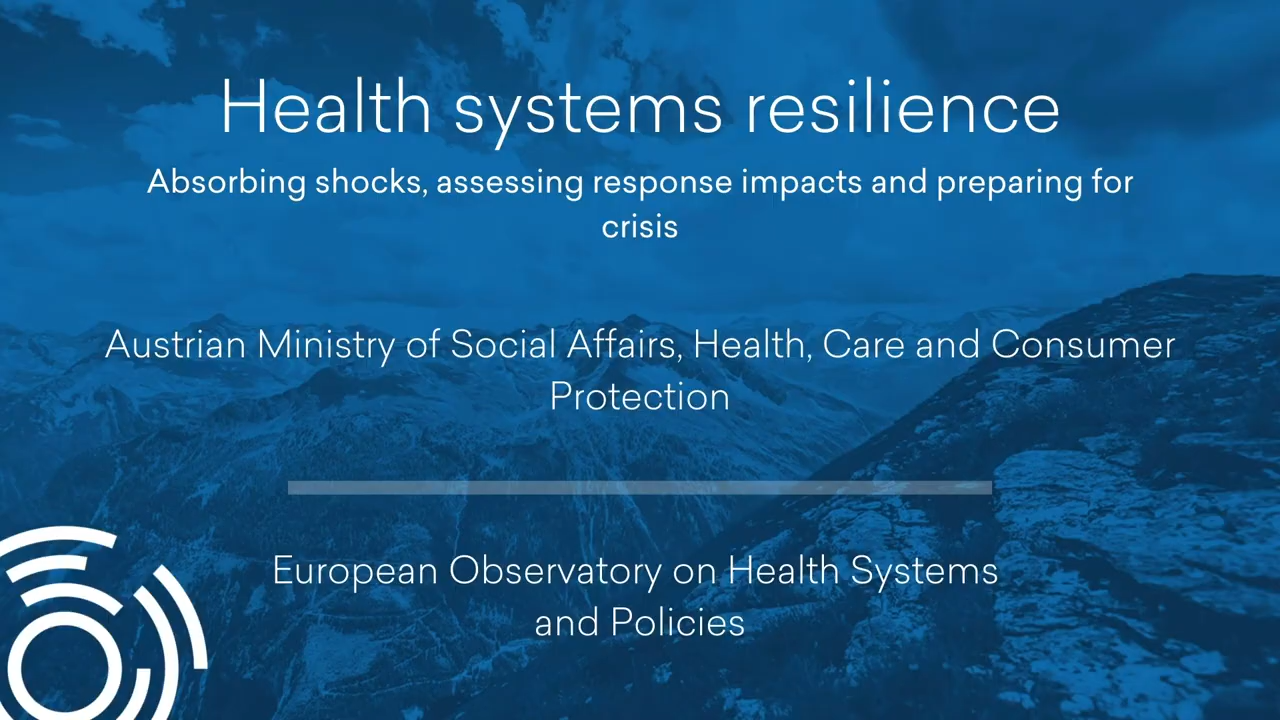 Health systems resilience
Absorbing shocks, assessing response impacts and preparing for
crisis
Austrian Ministry of Social Affairs, Health, Care and Consumer
Protection
European Observatory on Health Systems
and Policies